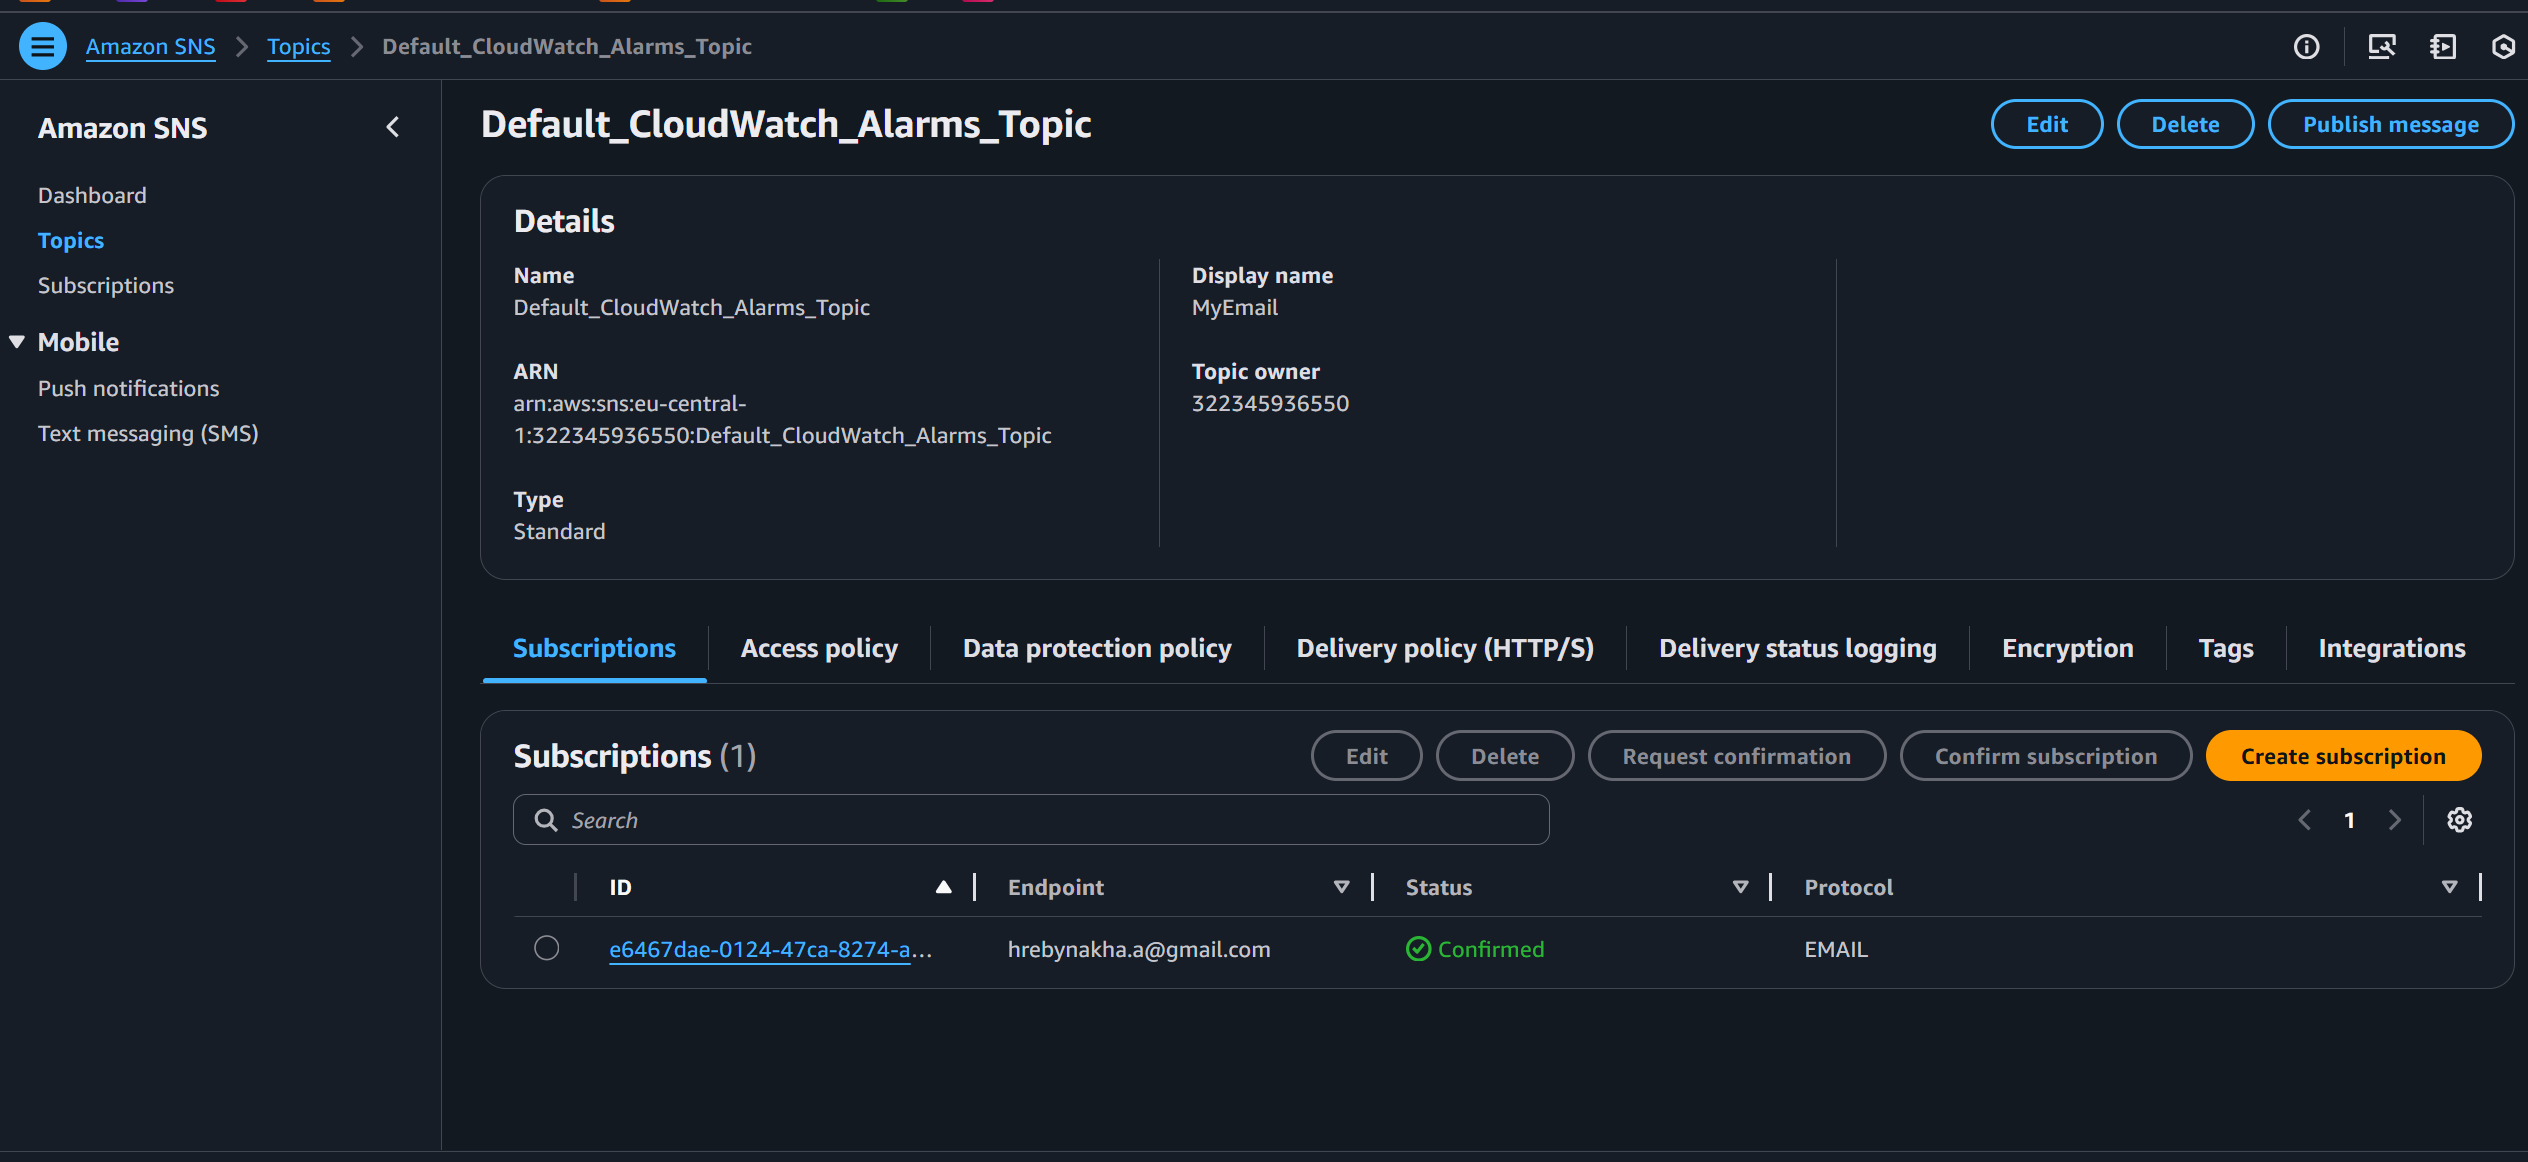 Amazon SNS > Topics > Default_CloudWatch_Alarms_Topic
Amazon SNS
Dashboard
Topics
Subscriptions
Mobile
Push notifications
Text messaging (SMS)
Default_CloudWatch_Alarms_Topic
Edit
Delete
Publish message
Details
Name
Default_CloudWatch_Alarms_Topic
ARN
arn:aws:sns:eu-central-
1:322345936550:Default_CloudWatch_Alarms_Topic
Type
Standard
Display name
MyEmail
Topic owner
322345936550
Subscriptions
Access policy
Data protection policy
Delivery policy (HTTP/S)
Delivery status logging
Encryption
Tags
Integrations
Subscriptions (1)
Edit
Delete
Request confirmation
Confirm subscription
Create subscription
Search
1
ID
Endpoint
Status
Protocol
e6467dae-0124-47ca-8274-a...
hrebynakha.a@gmail.com
Confirmed
EMAIL